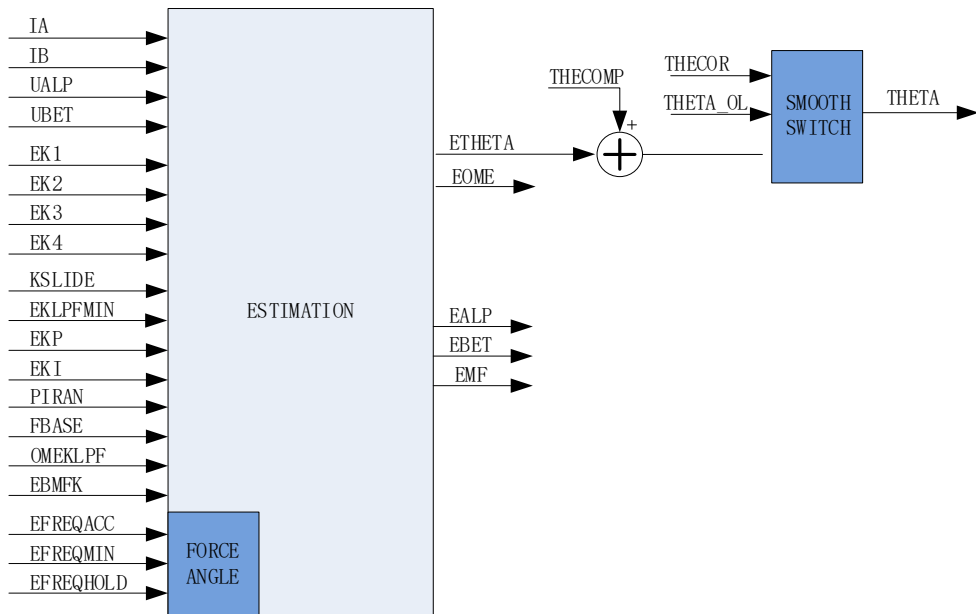 IA
IB
UALP
UBET
EK1
EK2
EK3
EK4
KSLIDE
EKLPFMIN
EKP
EKI
PIRAN
FBASE
OMEKLPF
EBMFK
EFREQACC
EFREQMIN
EFREQHOLD
FORCE
ANGLE
ESTIMATION
ETHETA
EOME
EALP
EBET
EMF
THECOMP
+
THECOR
THETA_OL
SMOOTH
SWITCH
THETA